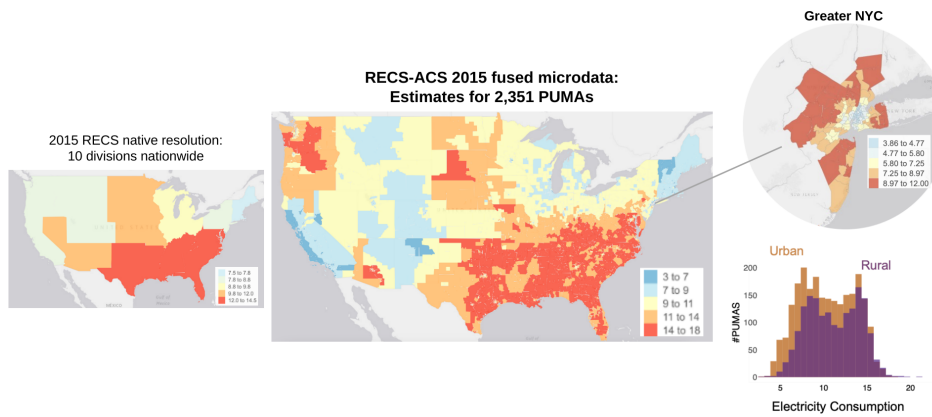 Greater NYC
RECS-ACS 2015 fused microdata:
Estimates for 2,351 PUMAs
2015 RECS native resolution:
10 divisions nationwide
3.86 to 4.77
4.77 to 5.80
5.80 to 7.25
7.25 to 8.97
8.97 to 12.00
7.5 to 7.8
7.8 to 8.8
8.8 to 9.8
9.8 to 12.0
12.0 to 14.5
MEXICO
3 to 7
7 to 9
9 to 11
11 to 14
14 to 18
Urban
Rural
#PUMAS
200
150
100
50
0
5
10
15
20
Electricity Consumption